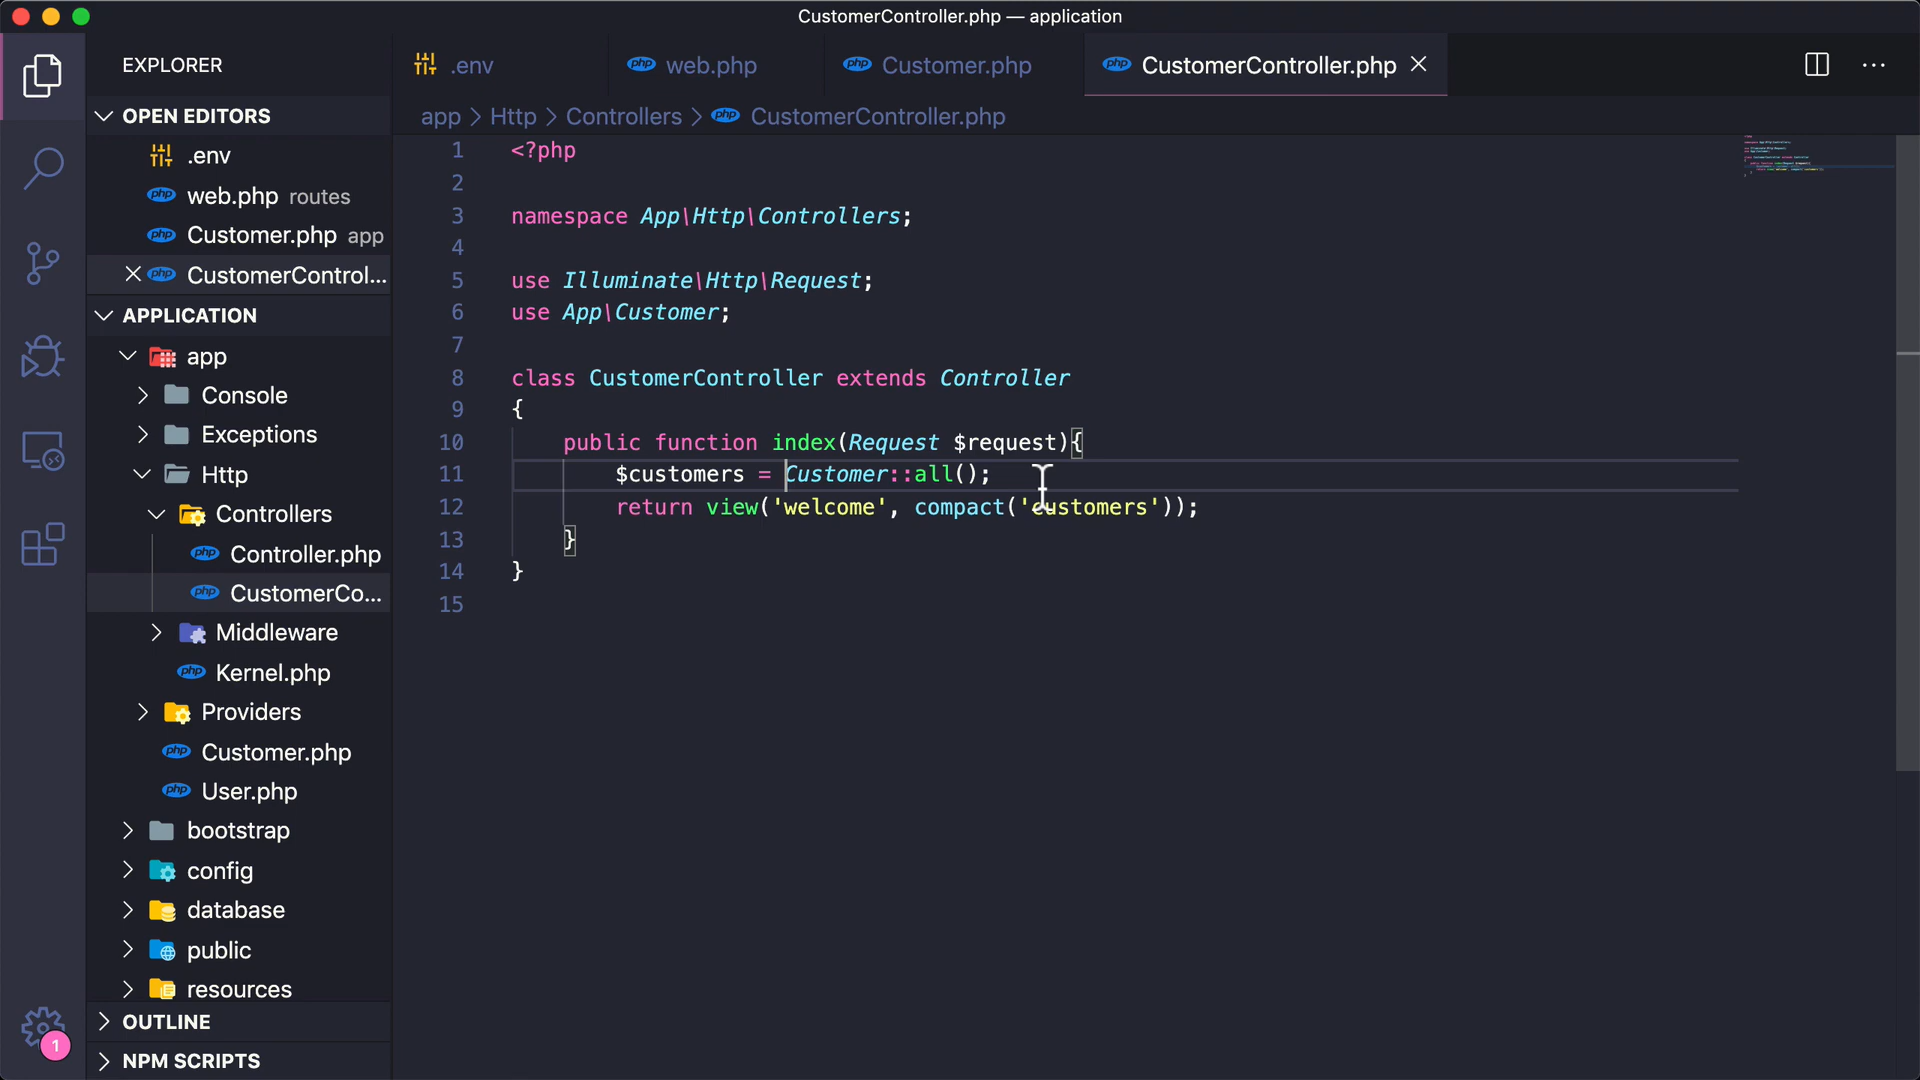 CustomerController.php — application
EXPLORER
OPEN EDITORS
.env
web.php routes
Customer.php app
CustomerControl...
APPLICATION
app
Console
Exceptions
Http
Controllers
Controller.php
CustomerCo...
Middleware
Kernel.php
Providers
Customer.php
User.php
bootstrap
config
database
public
resources
OUTLINE
NPM SCRIPTS
1
.env
web.php
Customer.php
CustomerController.php
app > Http > Controllers > CustomerController.php
1 <?php
2
3 namespace App\Http\Controllers;
4
5 use Illuminate\Http\Request;
6 use App\Customer;
7
8 class CustomerController extends Controller
9 {
10 public function index(Request $request){
11 $customers = Customer::all();
12 return view('welcome', compact('customers'));
13 }
14 }
15